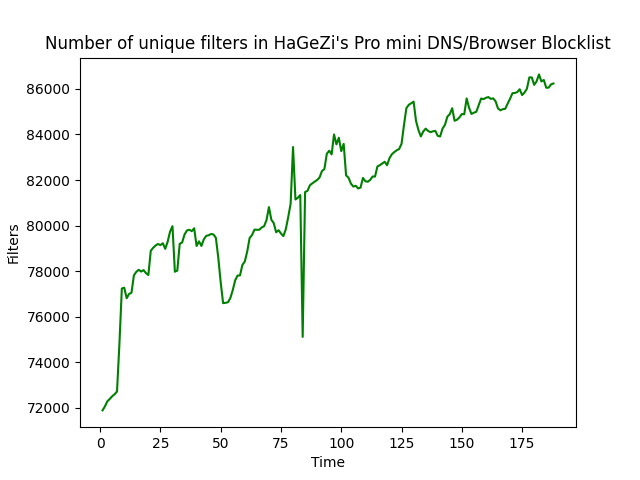 Number of unique filters in HaGeZi's Pro mini DNS/Browser Blocklist
86000
84000
82000
80000
78000
76000
74000
72000
Filters
0 25 50 75 100 125 150 175
Time